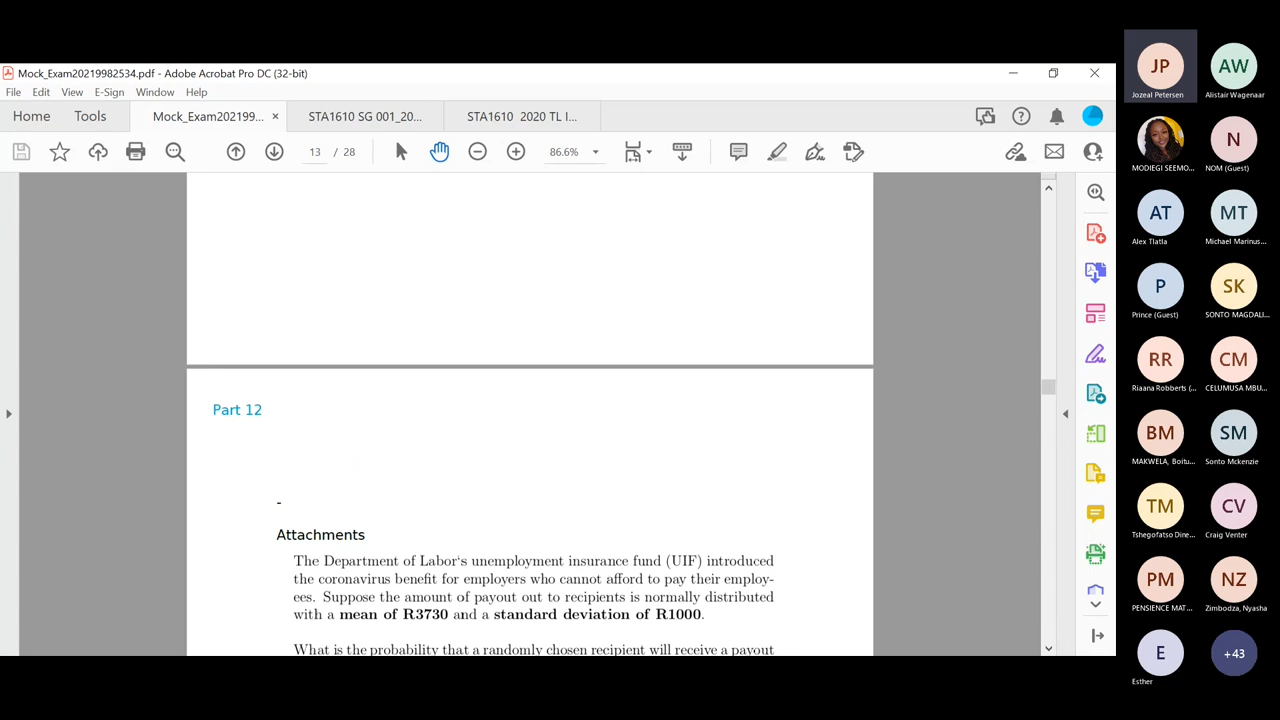 Mock_Exam20219982534.pdf - Adobe Acrobat Pro DC (32-bit)
File Edit View E-Sign Window Help
Home Tools Mock_Exam202199... × STA1610 SG 001_20... STA1610 2020 TL I...
13 / 28 86.6%
Part 12
-
Attachments
The Department of Labor‘s unemployment insurance fund (UIF) introduced
the coronavirus benefit for employers who cannot afford to pay their employ-
ees. Suppose the amount of payout out to recipients is normally distributed
with a mean of R3730 and a standard deviation of R1000.
What is the probability that a randomly chosen recipient will receive a payout
JP AW
Jozeal Petersen Alistair Wagenaar
N
MODIEGI SEEMO... NOM (Guest)
AT MT
Alex Tlatla Michael Marinus...
P SK
Prince (Guest) SONTO MAGDALI...
RR CM
Riaana Robberts (... CELUMUSA MBU...
BM SM
MAKWELA, Boitu... Sonto Mckenzie
TM CV
Tshegofatso Dine... Craig Venter
PM NZ
PENSIENCE MAT... Zimbodza, Nyasha
E +43
Esther